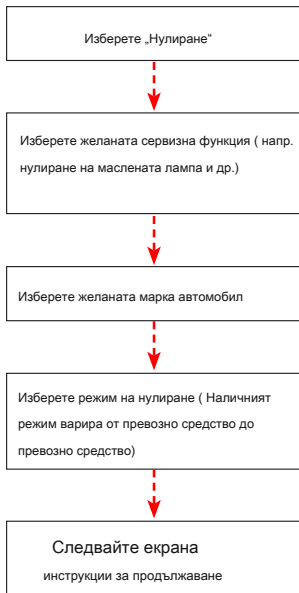 Изберете „Нулиране“
Изберете желаната сервизна функция ( напр.
нулиране на маслената лампа и др.)
Изберете желаната марка автомобил
Изберете режим на нулиране ( Наличният
режим варира от превозно средство до
превозно средство)
Следвайте екрана
инструкции за продължаване